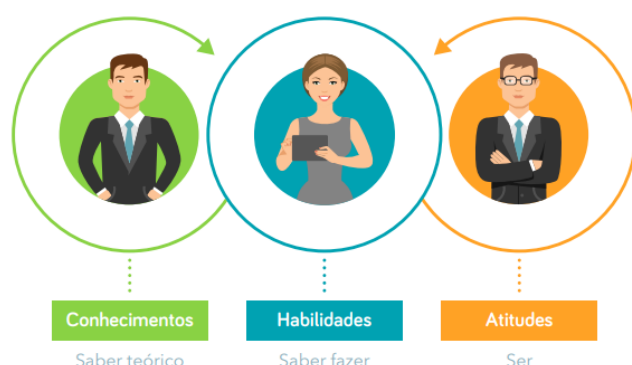 Conhecimentos
Habilidades
Atitudes
Saber teórico
Saber fazer
Ser